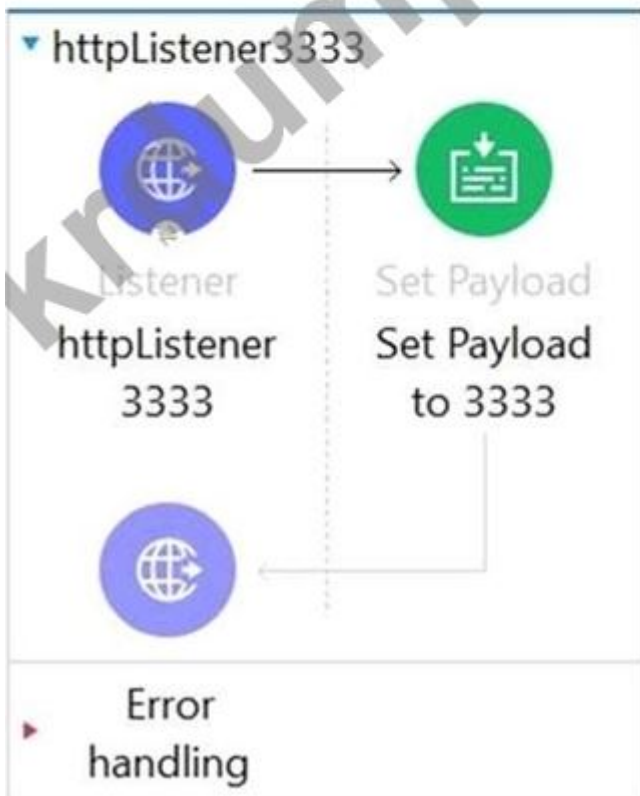 httpListener3333
Listener
Set Payload
httpListener
3333
Set Payload
to 3333
Error
handling